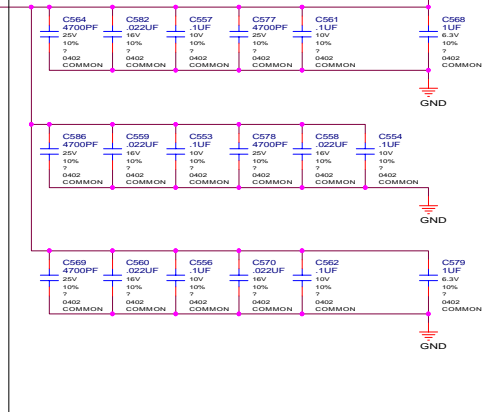 C564 C582 C557 C577 C561 C568
4700PF .022UF .1UF 4700PF .1UF 1UF
25V 16V 10V 25V 10V 6.3V
10% 10% 10% 10% 10% 10%
? ? ? ? ? ?
0402 0402 0402 0402 0402 0402
COMMON COMMON COMMON COMMON COMMON COMMON
GND
C586 C559 C553 C578 C558 C554
4700PF .022UF .1UF 4700PF .022UF .1UF
25V 16V 10V 25V 16V 10V
10% 10% 10% 10% 10% 10%
? ? ? ? ? ?
0402 0402 0402 0402 0402 0402
COMMON COMMON COMMON COMMON COMMON COMMON
GND
C569 C560 C556 C570 C562 C579
4700PF .022UF .1UF .022UF .1UF 1UF
25V 16V 10V 16V 10V 6.3V
10% 10% 10% 10% 10% 10%
? ? ? ? ? ?
0402 0402 0402 0402 0402 0402
COMMON COMMON COMMON COMMON COMMON COMMON
GND